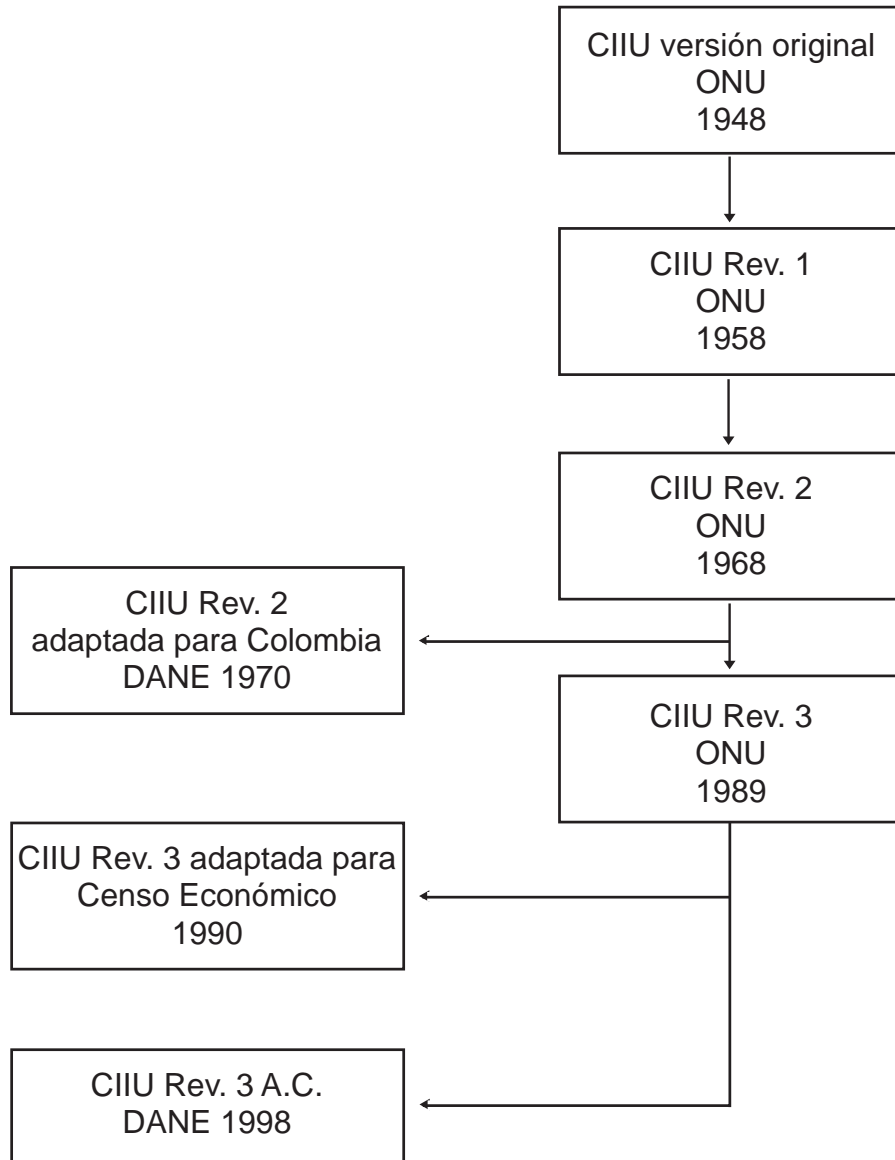 CIIU versión original
ONU
1948
CIIU Rev. 1
ONU
1958
CIIU Rev. 2
ONU
1968
CIIU Rev. 2
adaptada para Colombia
DANE 1970
CIIU Rev. 3
ONU
1989
CIIU Rev. 3 adaptada para
Censo Económico
1990
CIIU Rev. 3 A.C.
DANE 1998